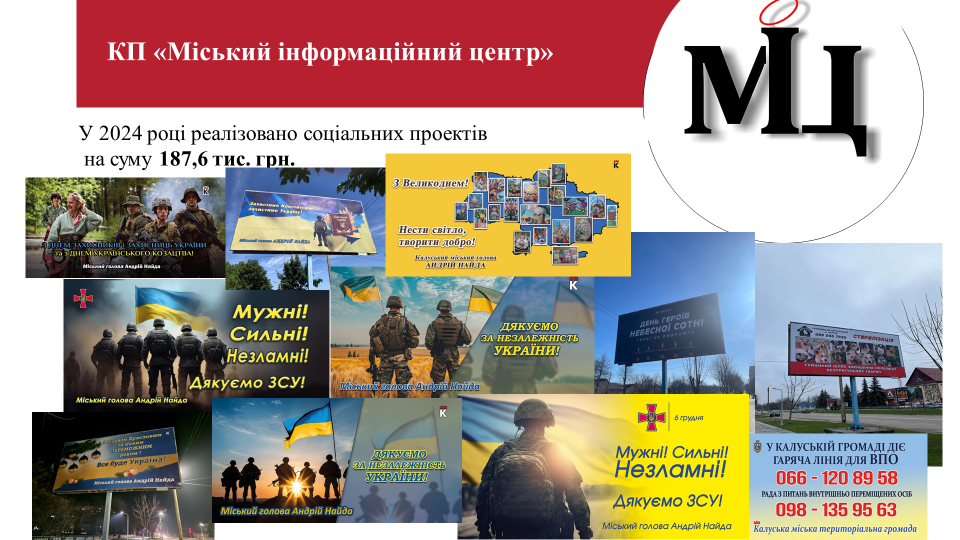 КП «Міський інформаційний центр»
МіЦ
У 2024 році реалізовано соціальних проектів
на суму 187,6 тис. грн.
З ДНЕМ ЗАХИСНИКІВ І ЗАХИСНИЦЬ УКРАЇНИ
та З ДНЕМ УКРАЇНСЬКОГО КОЗАЦТВА!
Міський голова Андрій Найда
Захистимо Конституцію
захистимо Україну!
Міський голова АНДРІЙ НАЙДА
З Великоднем!
Нести світло,
творити добро!
Калуський міський голова
АНДРІЙ НАЙДА
К
Мужні!
Сильні!
Незламні!
Дякуємо ЗСУ!
Міський голова Андрій Найда
К
ДЯКУЄМО
ЗА НЕЗАЛЕЖНІСТЬ
УКРАЇНИ!
Міський голова Андрій Найда
ДЕНЬ ГЕРОЇВ
НЕБЕСНОЇ СОТНІ
СТЕРИЛІЗАЦІЯ
Все буде Україна!
Міський голова Андрій Найда
К
ДЯКУЄМО
ЗА НЕЗАЛЕЖНІСТЬ
УКРАЇНИ!
Міський голова Андрій Найда
6 грудня
Мужні! Сильні!
Незламні!
Дякуємо ЗСУ!
Міський голова Андрій Найда
У КАЛУСЬКІЙ ГРОМАДІ ДІЄ
ГАРЯЧА ЛІНІЯ ДЛЯ ВПО
066 - 120 89 58
РАДА З ПИТАНЬ ВНУТРІШНЬО ПЕРЕМІЩЕНИХ ОСІБ
098 - 135 95 63
Калуська міська територіальна громада